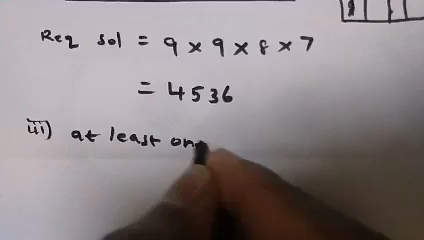 Req sol = 9 × 9 × 8 × 7
= 4536
iii) at least on